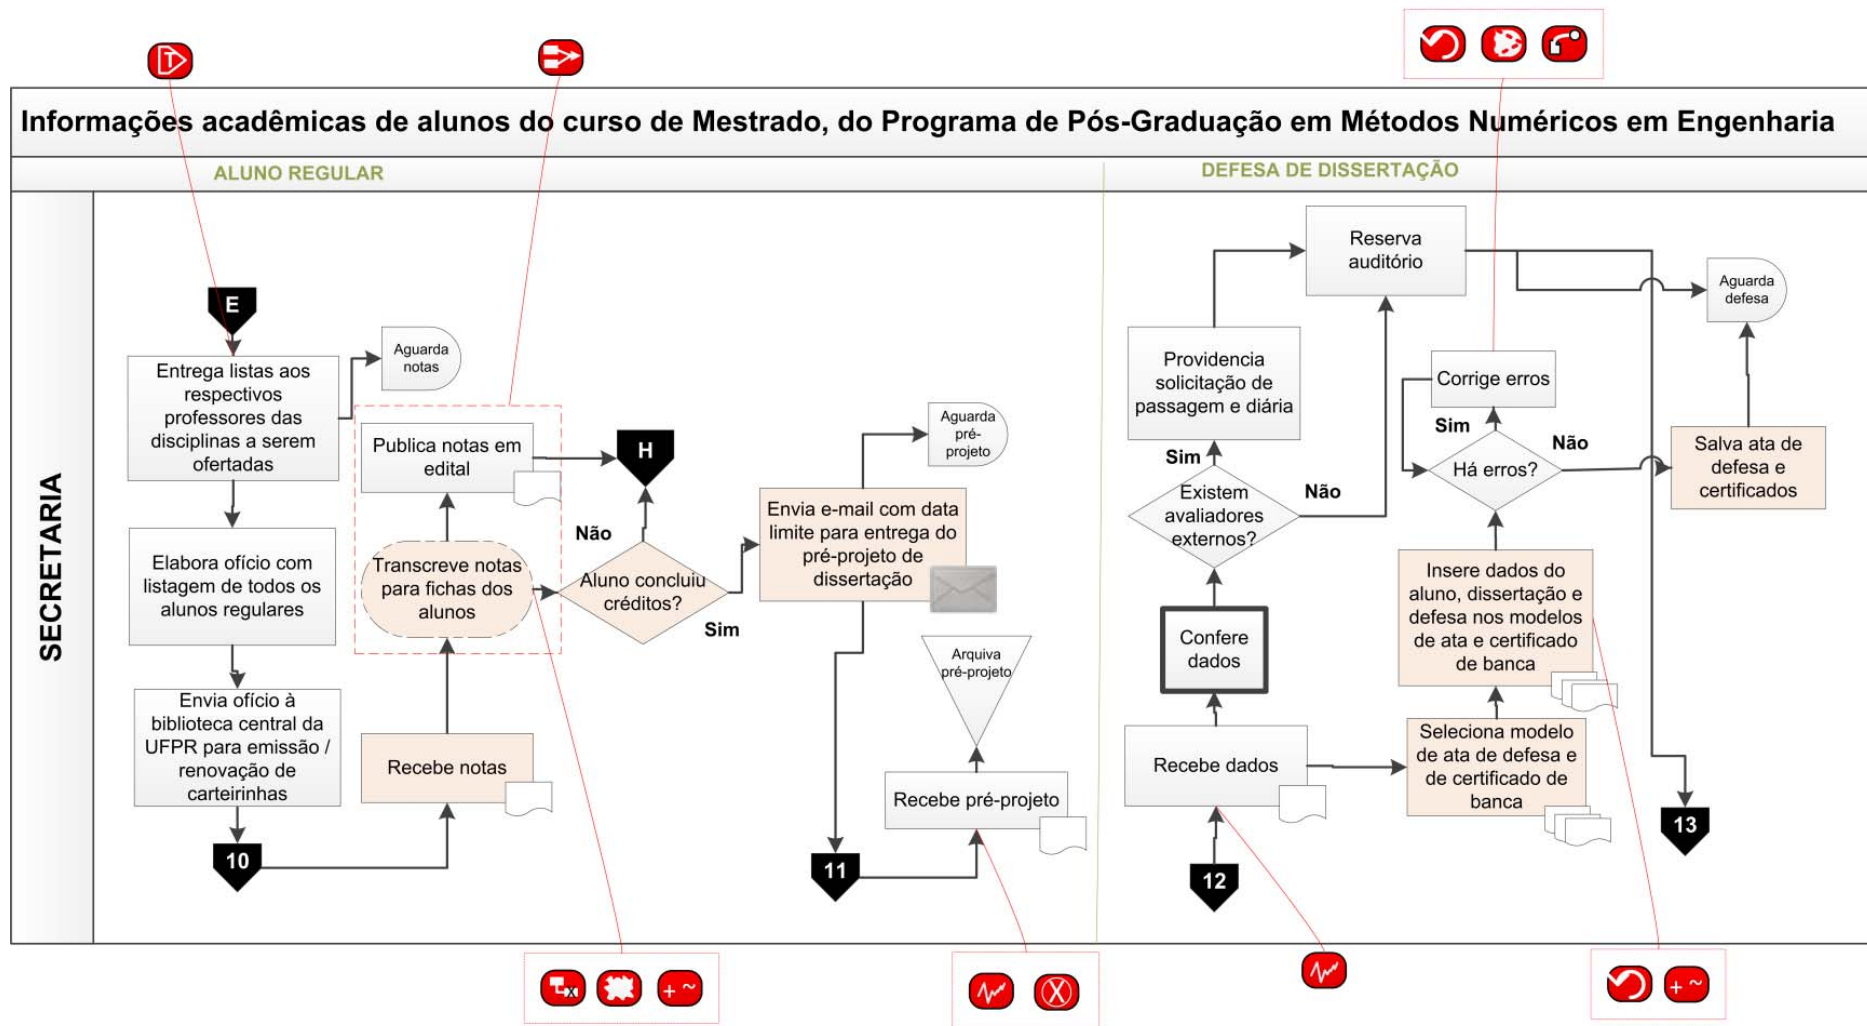 Informações acadêmicas de alunos do curso de Mestrado, do Programa de Pós-Graduação em Métodos Numéricos em Engenharia
ALUNO REGULAR
DEFESA DE DISSERTAÇÃO
SECRETARIA
E
Entrega listas aos
respectivos
professores das
disciplinas a serem
ofertadas
Aguarda
notas
Elabora ofício com
listagem de todos os
alunos regulares
Envia ofício à
biblioteca central da
UFPR para emissão /
renovação de
carteirinhas
10
Recebe notas
Transcreve notas
para fichas dos
alunos
Publica notas em
edital
H
Não
Aluno concluiu
créditos?
Sim
Envia e-mail com data
limite para entrega do
pré-projeto de
dissertação
Aguarda
pré-
projeto
11
Recebe pré-projeto
Arquiva
pré-projeto
12
Recebe dados
Confere
dados
Existem
avaliadores
externos?
Sim
Não
Providencia
solicitação de
passagem e diária
Reserva
auditório
Aguarda
defesa
Seleciona modelo
de ata de defesa e
de certificado de
banca
Insere dados do
aluno, dissertação e
defesa nos modelos
de ata e certificado
de banca
Há erros?
Sim
Não
Corrige erros
Salva ata de
defesa e
certificados
13
T
X
+ ~
X
+ ~